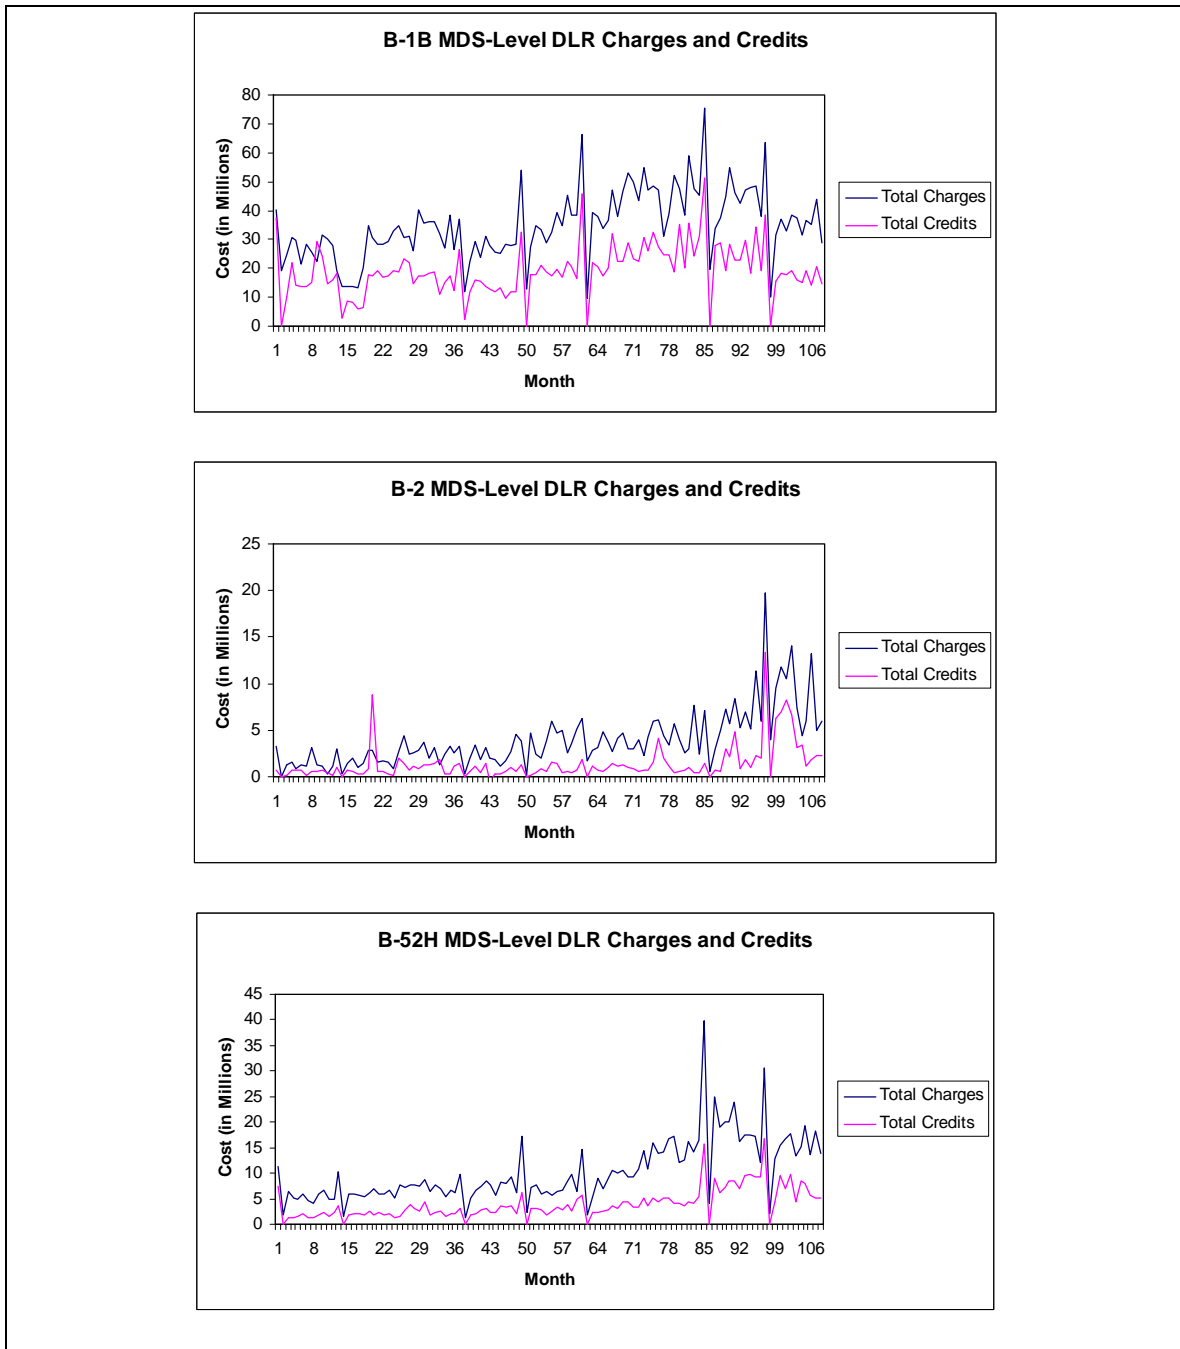 B-1B MDS-Level DLR Charges and Credits
80
70
60
50
40
30
20
10
0
Cost (in Millions)
1 8 15 22 29 36 43 50 57 64 71 78 85 92 99 106
Month
Total Charges
Total Credits
B-2 MDS-Level DLR Charges and Credits
25
20
15
10
5
0
Cost (in Millions)
1 8 15 22 29 36 43 50 57 64 71 78 85 92 99 106
Month
Total Charges
Total Credits
B-52H MDS-Level DLR Charges and Credits
45
40
35
30
25
20
15
10
5
0
Cost (in Millions)
1 8 15 22 29 36 43 50 57 64 71 78 85 92 99 106
Month
Total Charges
Total Credits